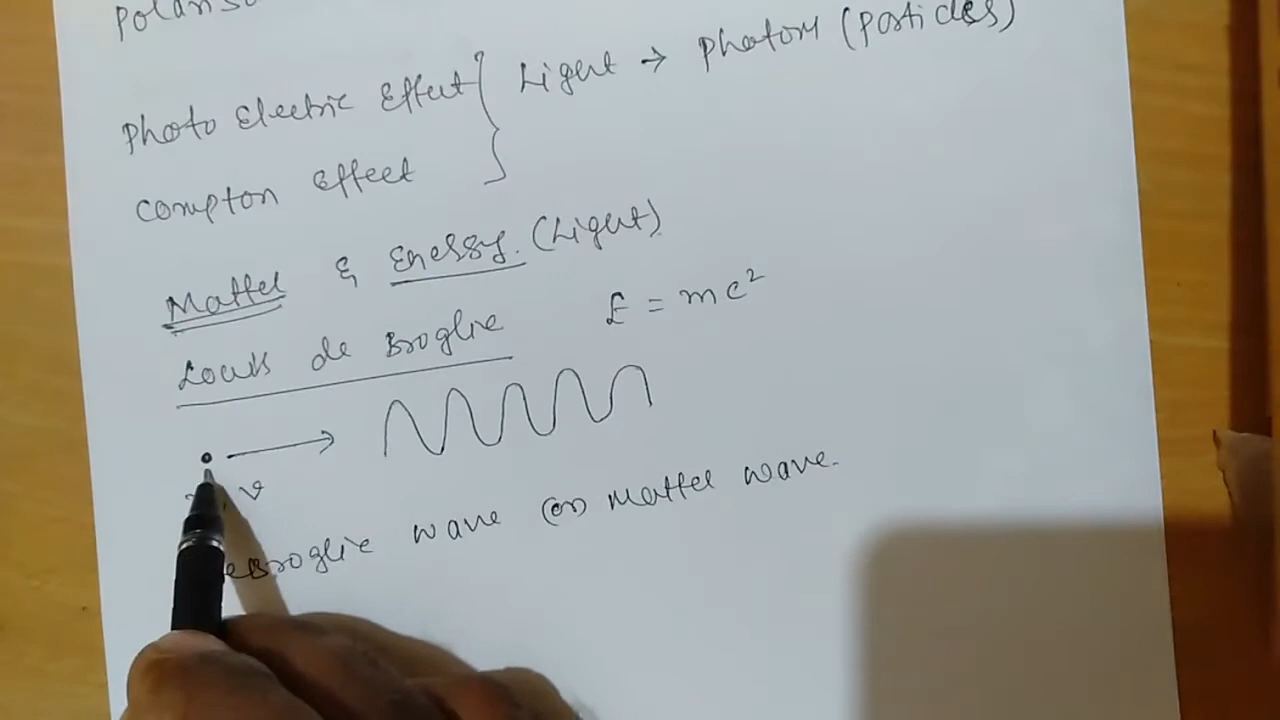 Photo Electric Effect } Light → Photon (Particles)
Compton Effect
Matter & Energy. (Light)
Louis de Broglie E = mc²
v
eBroglie wave (or) Matter wave.